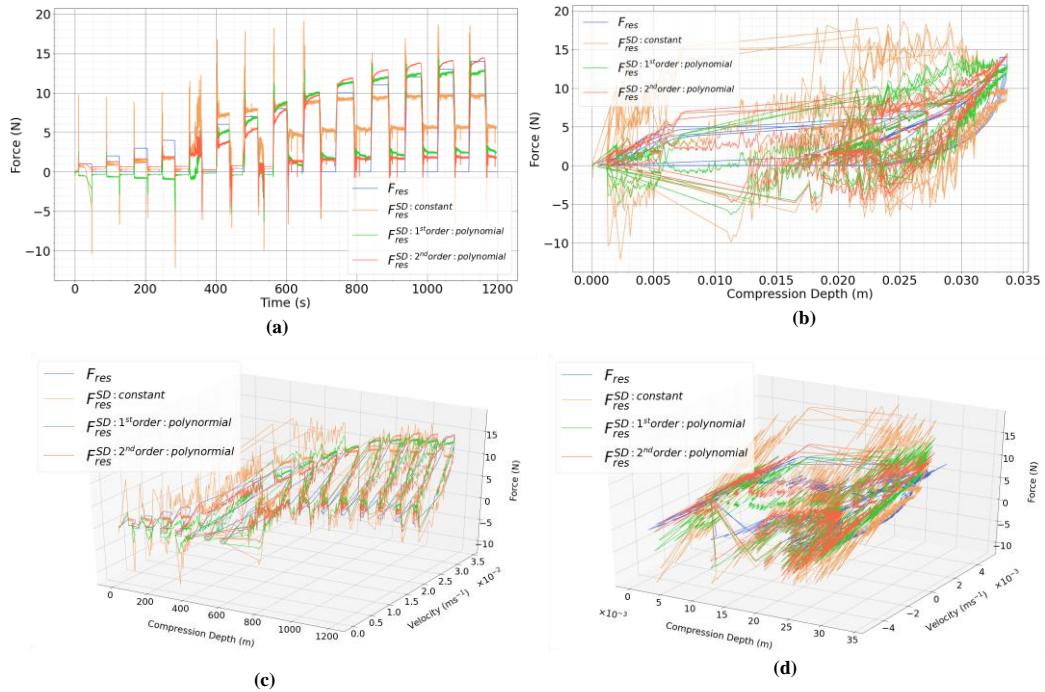 20
15
10
5
0
−5
−10
Force (N)
0
200
400
600
800
1000
1200
Time (s)
F_res
F_res^SD:constant
F_res^SD:1^st order:polynomial
F_res^SD:2^nd order:polynomial
(a)
20
15
10
5
0
−5
−10
Force (N)
0.000
0.005
0.010
0.015
0.020
0.025
0.030
0.035
Compression Depth (m)
F_res
F_res^SD:constant
F_res^SD:1^st order:polynomial
F_res^SD:2^nd order:polynomial
(b)
F_res
F_res^SD:constant
F_res^SD:1^st order:polynormial
F_res^SD:2^nd order:polynormial
15
10
5
0
−5
−10
Force (N)
0
200
400
600
800
1000
1200
Compression Depth (m)
0.0
0.5
1.0
1.5
2.0
2.5
3.0
3.5
×10⁻²
Velocity (ms⁻¹)
(c)
F_res
F_res^SD:constant
F_res^SD:1^st order:polynomial
F_res^SD:2^nd order:polynomial
15
10
5
0
−5
−10
Force (N)
×10⁻³
0
5
10
15
20
25
30
35
Compression Depth (m)
−4
−2
0
2
4
×10⁻³
Velocity (ms⁻¹)
(d)